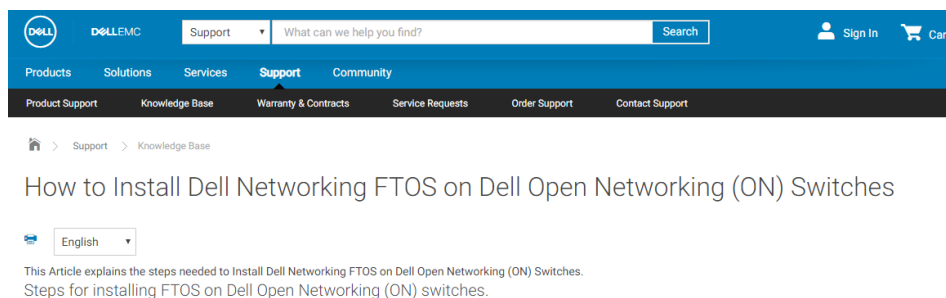 DELL DELLEMC Support What can we help you find? Search Sign In Car
Products Solutions Services Support Community
Product Support Knowledge Base Warranty & Contracts Service Requests Order Support Contact Support
> Support > Knowledge Base
How to Install Dell Networking FTOS on Dell Open Networking (ON) Switches
English
This Article explains the steps needed to Install Dell Networking FTOS on Dell Open Networking (ON) Switches.
Steps for installing FTOS on Dell Open Networking (ON) switches.